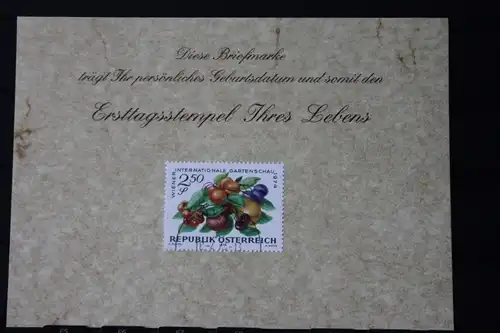 Diese Briefmarke
trägt Ihr persönliches Geburtsdatum und somit den
Ersttagsstempel Ihres Lebens
WIENER INTERNATIONALE GARTENSCHAU 1974
S 2.50
REPUBLIK ÖSTERREICH